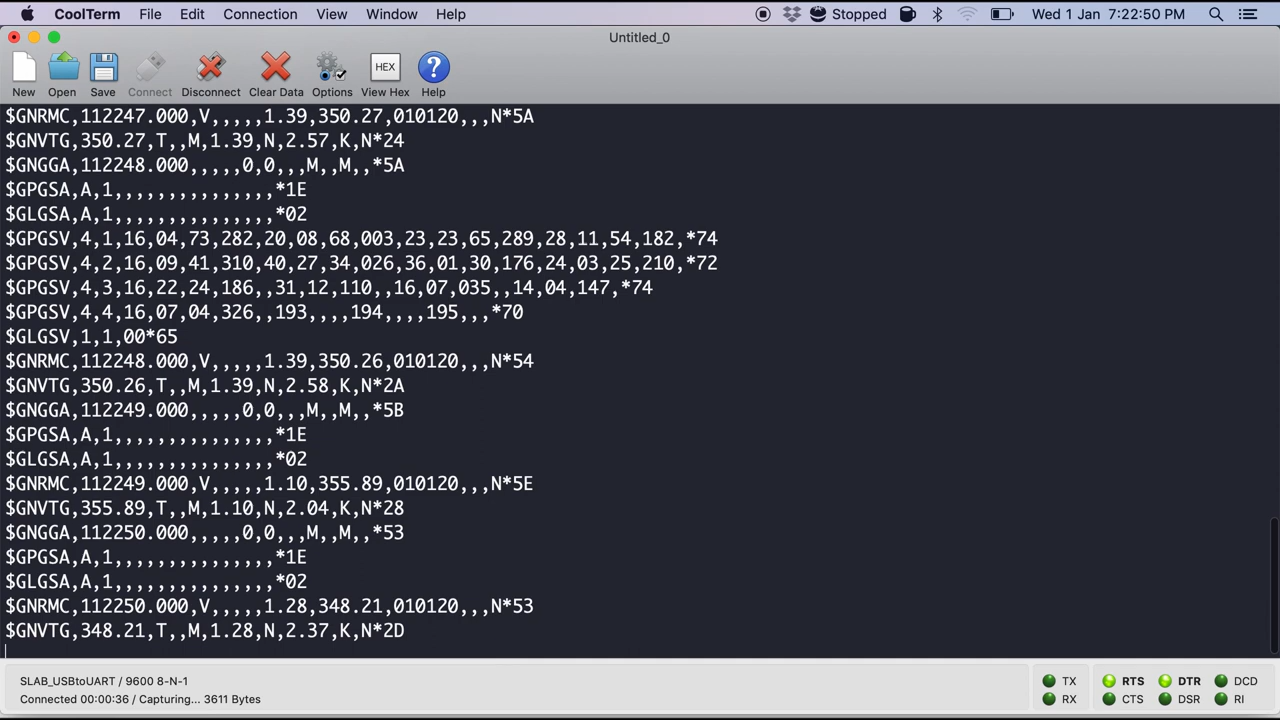 CoolTerm File Edit Connection View Window Help Stopped Wed 1 Jan 7:22:50 PM
Untitled_0
HEX ?
New Open Save Connect Disconnect Clear Data Options View Hex Help
$GNRMC,112247.000,V,,,,,1.39,350.27,010120,,,N*5A
$GNVTG,350.27,T,,M,1.39,N,2.57,K,N*24
$GNGGA,112248.000,,,,,0,0,,,M,,M,,*5A
$GPGSA,A,1,,,,,,,,,,,,,,,*1E
$GLGSA,A,1,,,,,,,,,,,,,,,*02
$GPGSV,4,1,16,04,73,282,20,08,68,003,23,23,65,289,28,11,54,182,*74
$GPGSV,4,2,16,09,41,310,40,27,34,026,36,01,30,176,24,03,25,210,*72
$GPGSV,4,3,16,22,24,186,,31,12,110,,16,07,035,,14,04,147,*74
$GPGSV,4,4,16,07,04,326,,193,,,,194,,,,195,,,*70
$GLGSV,1,1,00*65
$GNRMC,112248.000,V,,,,,1.39,350.26,010120,,,N*54
$GNVTG,350.26,T,,M,1.39,N,2.58,K,N*2A
$GNGGA,112249.000,,,,,0,0,,,M,,M,,*5B
$GPGSA,A,1,,,,,,,,,,,,,,,*1E
$GLGSA,A,1,,,,,,,,,,,,,,,*02
$GNRMC,112249.000,V,,,,,1.10,355.89,010120,,,N*5E
$GNVTG,355.89,T,,M,1.10,N,2.04,K,N*28
$GNGGA,112250.000,,,,,0,0,,,M,,M,,*53
$GPGSA,A,1,,,,,,,,,,,,,,,*1E
$GLGSA,A,1,,,,,,,,,,,,,,,*02
$GNRMC,112250.000,V,,,,,1.28,348.21,010120,,,N*53
$GNVTG,348.21,T,,M,1.28,N,2.37,K,N*2D
SLAB_USBtoUART / 9600 8-N-1
Connected 00:00:36 / Capturing... 3611 Bytes
TX RTS DTR DCD
RX CTS DSR RI